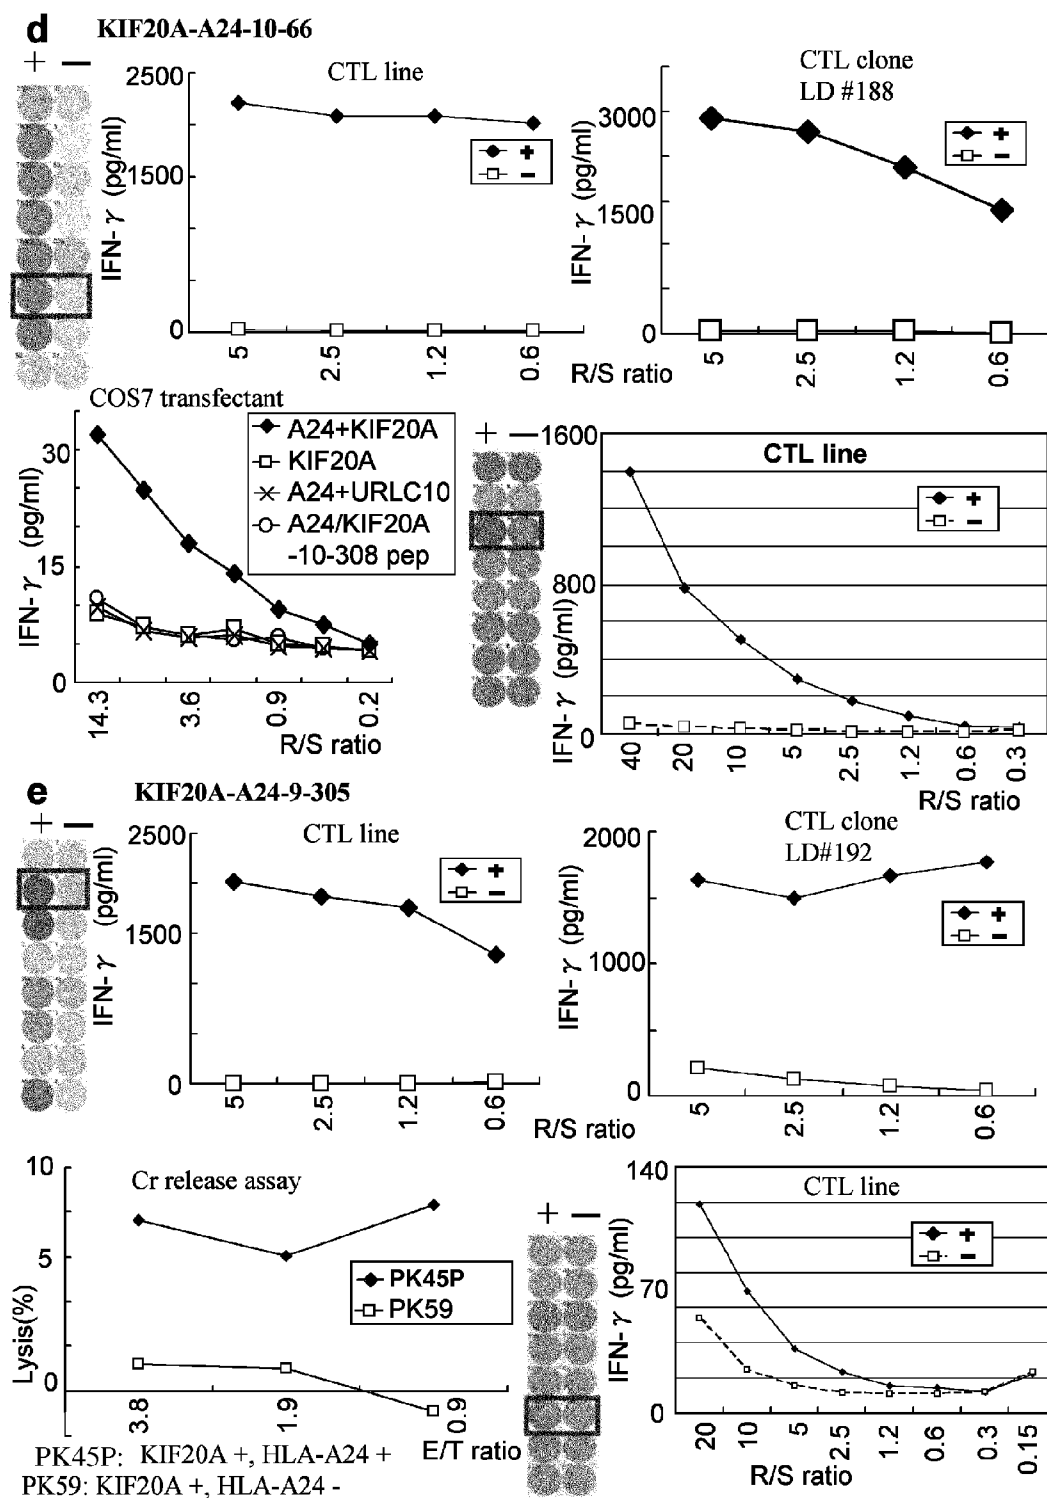 d KIF20A-A24-10-66
+ −
CTL line
2500
1500
0
IFN-γ (pg/ml)
+
−
5 2.5 1.2 0.6
R/S ratio
CTL clone
LD #188
3000
1500
0
IFN-γ (pg/ml)
+
−
5 2.5 1.2 0.6
COS7 transfectant
30
15
0
IFN-γ (pg/ml)
A24+KIF20A
KIF20A
A24+URLC10
A24/KIF20A
-10-308 pep
14.3 3.6 0.9 0.2
R/S ratio
+ −
CTL line
1600
800
0
IFN-γ (pg/ml)
+
−
40 20 10 5 2.5 1.2 0.6 0.3
R/S ratio
e KIF20A-A24-9-305
+ −
CTL line
2500
1500
0
IFN-γ (pg/ml)
+
−
5 2.5 1.2 0.6
R/S ratio
CTL clone
LD#192
2000
1000
0
IFN-γ (pg/ml)
+
−
5 2.5 1.2 0.6
Cr release assay
10
5
0
Lysis(%)
PK45P
PK59
3.8 1.9 0.9
E/T ratio
PK45P: KIF20A +, HLA-A24 +
PK59: KIF20A +, HLA-A24 -
+ −
CTL line
140
70
0
IFN-γ (pg/ml)
+
−
20 10 5 2.5 1.2 0.6 0.3 0.15
R/S ratio